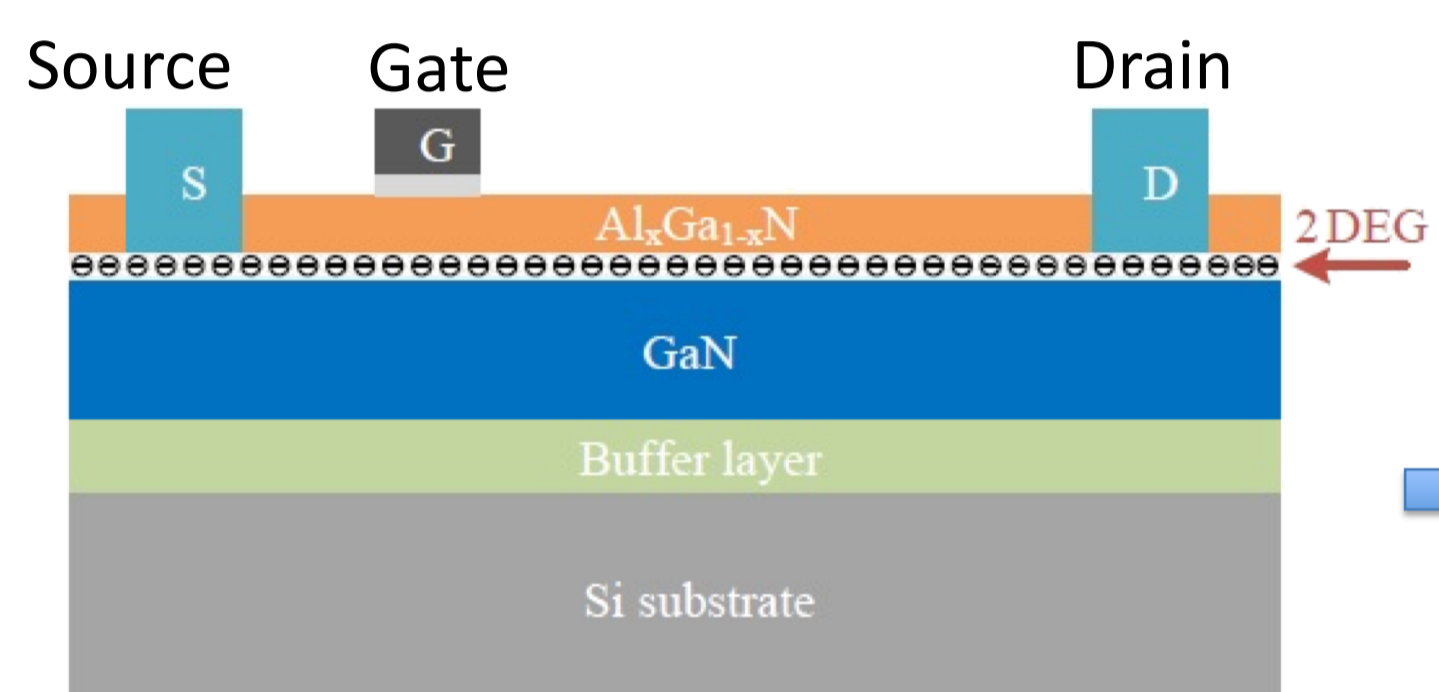 Source Gate Drain
G
S D
AlₓGa₁₋ₓN
2DEG
GaN
Buffer layer
Si substrate